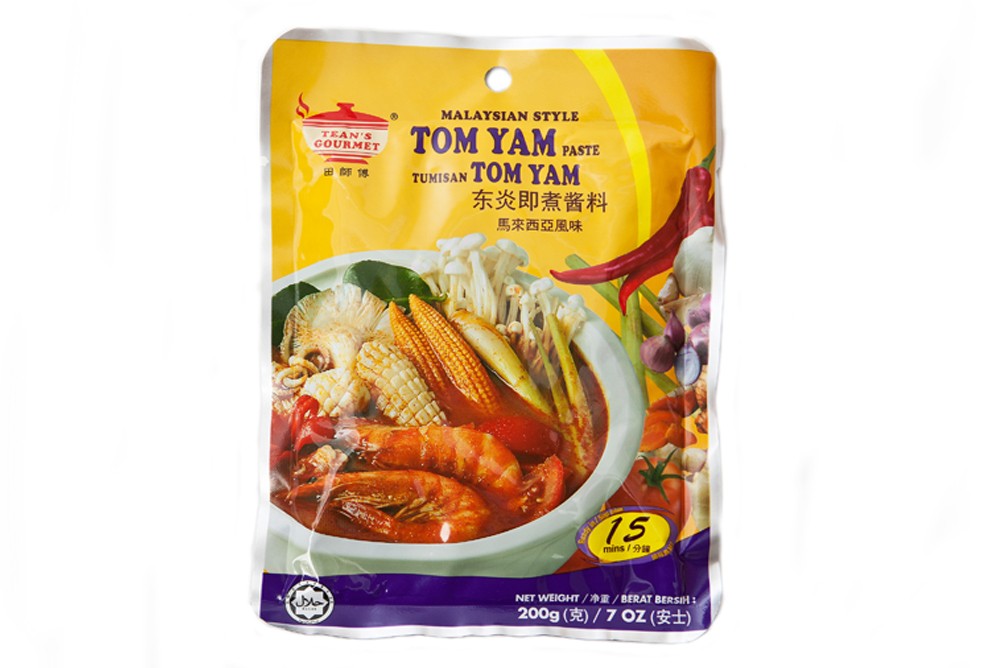 TEAN'S
GOURMET
®
田師傅
MALAYSIAN STYLE
TOM YAM PASTE
TUMISAN TOM YAM
东炎即煮酱料
馬來西亞風味
15
mins / 分鐘
NET WEIGHT / 净重 / BERAT BERSIH :
200g (克) / 7 OZ (安士)
حلال